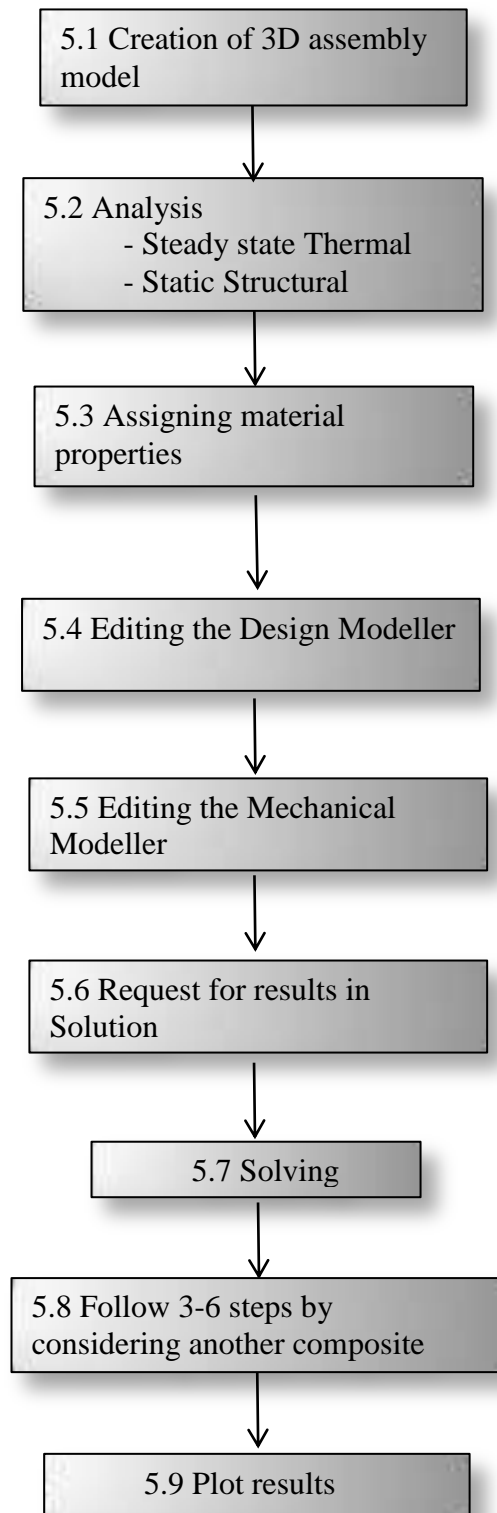 5.1 Creation of 3D assembly
model
5.2 Analysis
- Steady state Thermal
- Static Structural
5.3 Assigning material
properties
5.4 Editing the Design Modeller
5.5 Editing the Mechanical
Modeller
5.6 Request for results in
Solution
5.7 Solving
5.8 Follow 3-6 steps by
considering another composite
5.9 Plot results